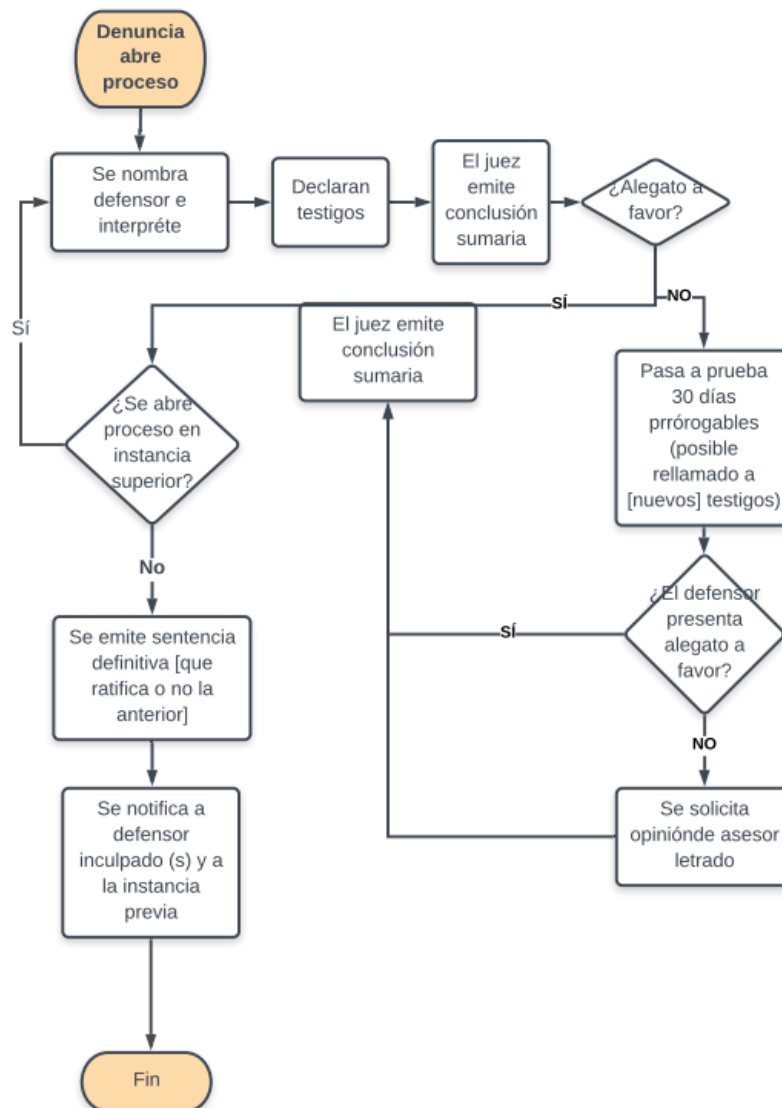 Denuncia
abre
proceso
Se nombra
defensor e
interpréte
Declaran
testigos
El juez
emite
conclusión
sumaria
¿Alegato a
favor?
SÍ
NO
Sí
El juez emite
conclusión
sumaria
¿Se abre
proceso en
instancia
superior?
Pasa a prueba
30 días
prrórogables
(posible
rellamado a
[nuevos] testigos)
No
¿El defensor
presenta
alegato a
favor?
SÍ
NO
Se emite sentencia
definitiva [que
ratifica o no la
anterior]
Se notifica a
defensor
inculpado (s) y a
la instancia
previa
Se solicita
opiniónde asesor
letrado
Fin